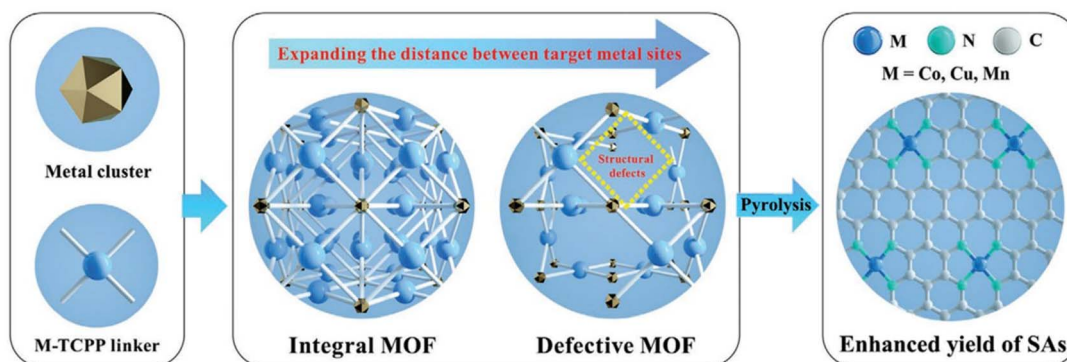 Metal cluster
M-TCPP linker
Expanding the distance between target metal sites
Structural
defects
Integral MOF
Defective MOF
Pyrolysis
M N C
M = Co, Cu, Mn
Enhanced yield of SAs